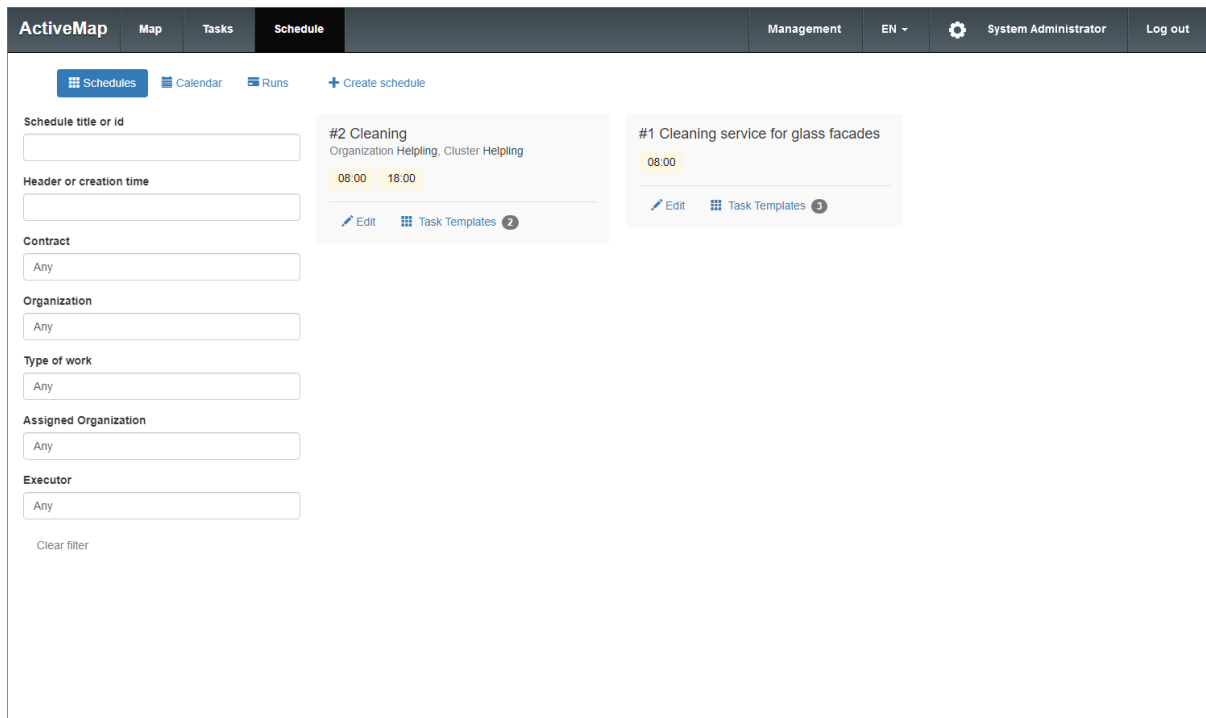 ActiveMap Map Tasks Schedule Management EN System Administrator Log out
Schedules Calendar Runs Create schedule
Schedule title or id
Header or creation time
Contract
Any
Organization
Any
Type of work
Any
Assigned Organization
Any
Executor
Any
Clear filter
#2 Cleaning
Organization Helpling, Cluster Helpling
08:00 18:00
Edit Task Templates 2
#1 Cleaning service for glass facades
08:00
Edit Task Templates 3